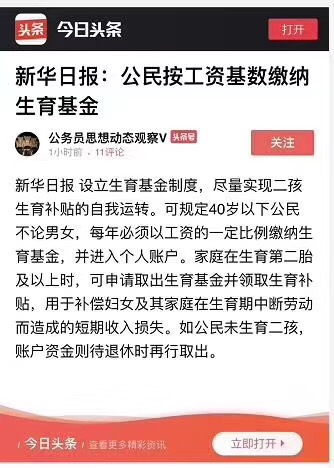 头条 今日头条 打开
新华日报：公民按工资基数缴纳
生育基金
公务员思想动态观察V 头条号
1小时前 · 11评论
关注
新华日报 设立生育基金制度，尽量实现二孩
生育补贴的自我运转。可规定40岁以下公民
不论男女，每年必须以工资的一定比例缴纳生
育基金，并进入个人账户。家庭在生育第二胎
及以上时，可申请取出生育基金并领取生育补
贴，用于补偿妇女及其家庭在生育期中断劳动
而造成的短期收入损失。如公民未生育二孩，
账户资金则待退休时再行取出。
今日头条 / 查看更多精彩资讯 立即打开